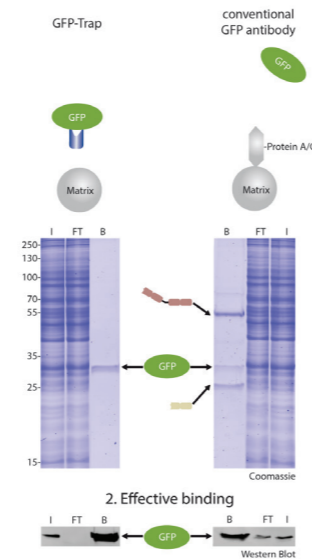 GFP-Trap
conventional
GFP antibody
GFP
GFP
-Protein A/G
Matrix
Matrix
I FT B
B FT I
250-
130-
100-
70-
55-
35-
25-
15-
GFP
Coomassie
2. Effective binding
I FT B
B FT I
GFP
Western Blot